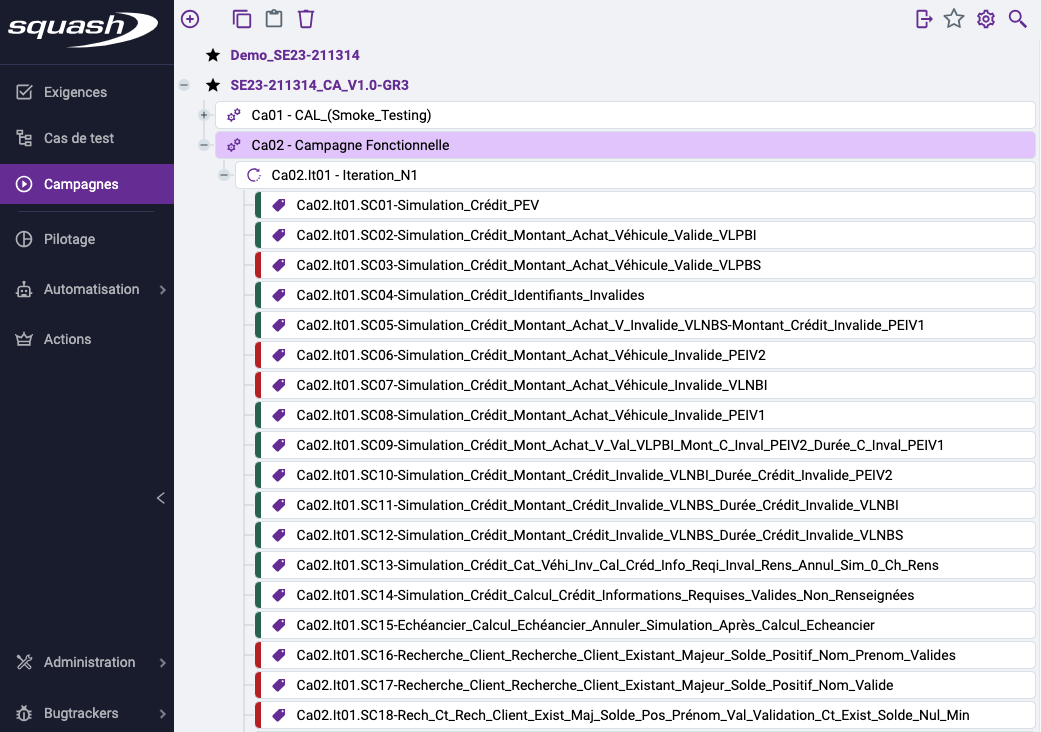 squash
Exigences
Cas de test
Campagnes
Pilotage
Automatisation
Actions
Administration
Bugtrackers
Demo_SE23-211314
SE23-211314_CA_V1.0-GR3
Ca01 - CAL_(Smoke_Testing)
Ca02 - Campagne Fonctionnelle
Ca02.It01 - Iteration_N1
Ca02.It01.SC01-Simulation_Crédit_PEV
Ca02.It01.SC02-Simulation_Crédit_Montant_Achat_Véhicule_Valide_VLPBI
Ca02.It01.SC03-Simulation_Crédit_Montant_Achat_Véhicule_Valide_VLPBS
Ca02.It01.SC04-Simulation_Crédit_Identifiants_Invalides
Ca02.It01.SC05-Simulation_Crédit_Montant_Achat_V_Invalide_VLNBS-Montant_Crédit_Invalide_PEIV1
Ca02.It01.SC06-Simulation_Crédit_Montant_Achat_Véhicule_Invalide_PEIV2
Ca02.It01.SC07-Simulation_Crédit_Montant_Achat_Véhicule_Invalide_VLNBI
Ca02.It01.SC08-Simulation_Crédit_Montant_Achat_Véhicule_Invalide_PEIV1
Ca02.It01.SC09-Simulation_Crédit_Mont_Achat_V_Val_VLPBI_Mont_C_Inval_PEIV2_Durée_C_Inval_PEIV1
Ca02.It01.SC10-Simulation_Crédit_Montant_Crédit_Invalide_VLNBI_Durée_Crédit_Invalide_PEIV2
Ca02.It01.SC11-Simulation_Crédit_Montant_Crédit_Invalide_VLNBS_Durée_Crédit_Invalide_VLNBI
Ca02.It01.SC12-Simulation_Crédit_Montant_Crédit_Invalide_VLNBS_Durée_Crédit_Invalide_VLNBS
Ca02.It01.SC13-Simulation_Crédit_Cat_Véhi_Inv_Cal_Créd_Info_Reqi_Inval_Rens_Annul_Sim_0_Ch_Rens
Ca02.It01.SC14-Simulation_Crédit_Calcul_Crédit_Informations_Requises_Valides_Non_Renseignées
Ca02.It01.SC15-Echéancier_Calcul_Echéancier_Annuler_Simulation_Après_Calcul_Echeancier
Ca02.It01.SC16-Recherche_Client_Recherche_Client_Existant_Majeur_Solde_Positif_Nom_Prenom_Valides
Ca02.It01.SC17-Recherche_Client_Recherche_Client_Existant_Majeur_Solde_Positif_Nom_Valide
Ca02.It01.SC18-Rech_Ct_Rech_Client_Exist_Maj_Solde_Pos_Prénom_Val_Validation_Ct_Exist_Solde_Nul_Min